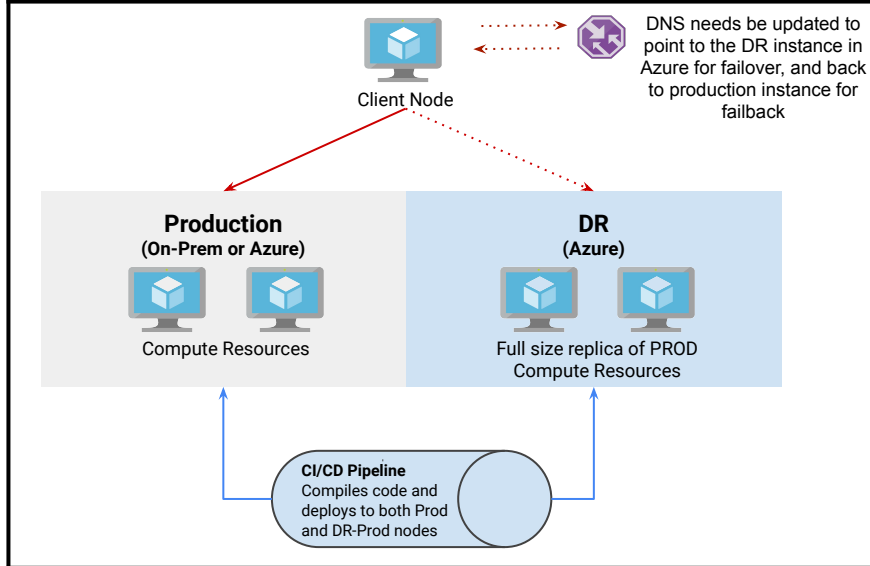 DNS needs be updated to
point to the DR instance in
Azure for failover, and back
to production instance for
failback
Client Node
Production
(On-Prem or Azure)
Compute Resources
DR
(Azure)
Full size replica of PROD
Compute Resources
CI/CD Pipeline
Compiles code and
deploys to both Prod
and DR-Prod nodes